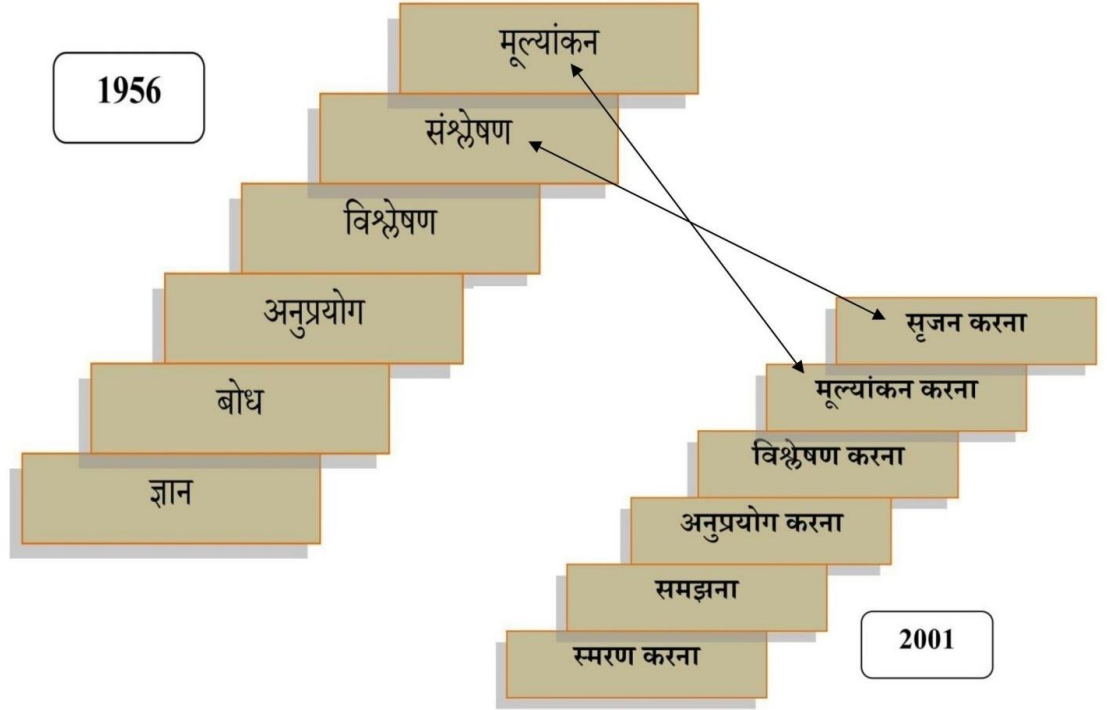 1956
मूल्यांकन
संश्लेषण
विश्लेषण
अनुप्रयोग
बोध
ज्ञान
सृजन करना
मूल्यांकन करना
विश्लेषण करना
अनुप्रयोग करना
समझना
स्मरण करना
2001